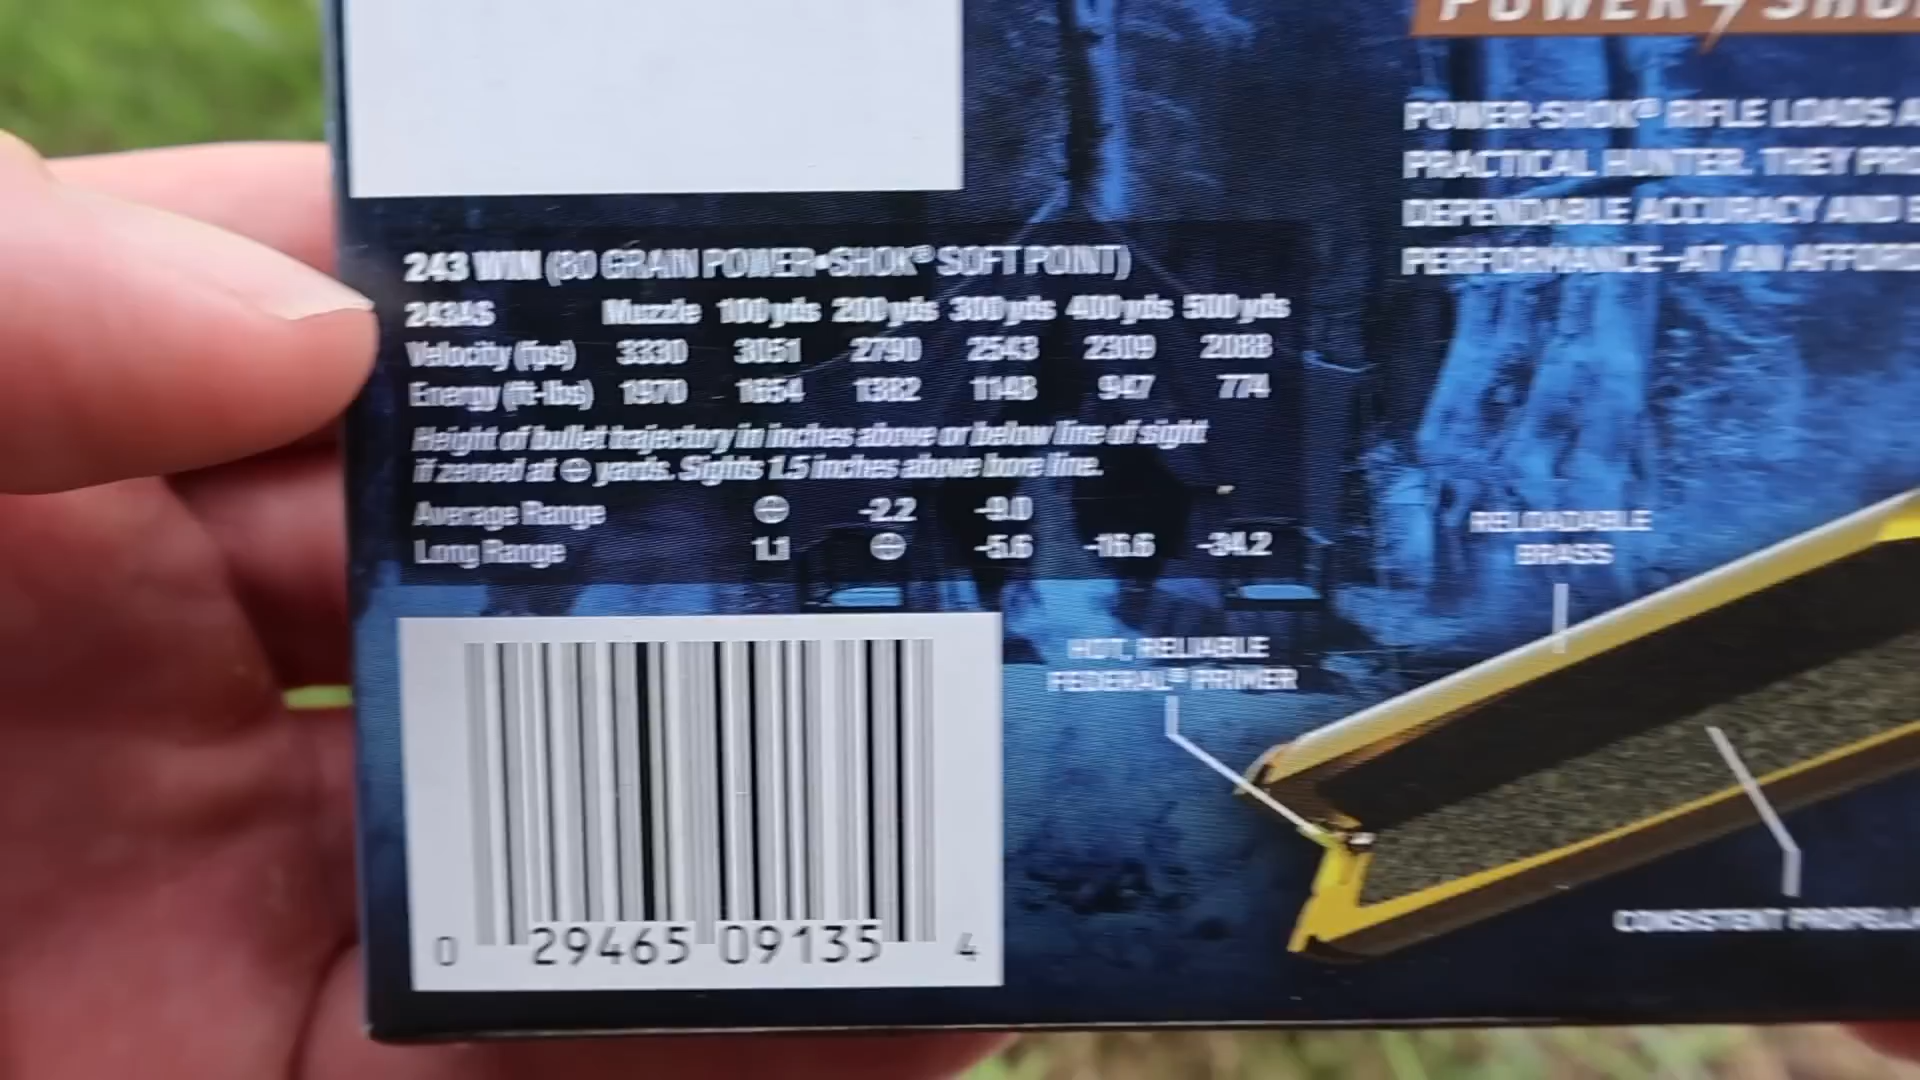 POWER SHOK
POWER-SHOK® RIFLE LOADS A
PRACTICAL HUNTER. THEY PRO
DEPENDABLE ACCURACY AND
PERFORMANCE–AT AN AFFORD
243 WIN (80 GRAIN POWER•SHOK® SOFT POINT)
243AS Muzzle 100 yds 200 yds 300 yds 400 yds 500 yds
Velocity (fps) 3330 3051 2790 2543 2309 2088
Energy (ft-lbs) 1970 1654 1382 1148 947 774
Height of bullet trajectory in inches above or below line of sight
if zeroed at ⊕ yards. Sights 1.5 inches above bore line.
Average Range ⊕ -2.2 -9.0
Long Range 1.1 ⊕ -5.6 -16.6 -34.2
RELOADABLE
BRASS
HOT, RELIABLE
FEDERAL® PRIMER
CONSISTENT PROPELLA
0 29465 09135 4